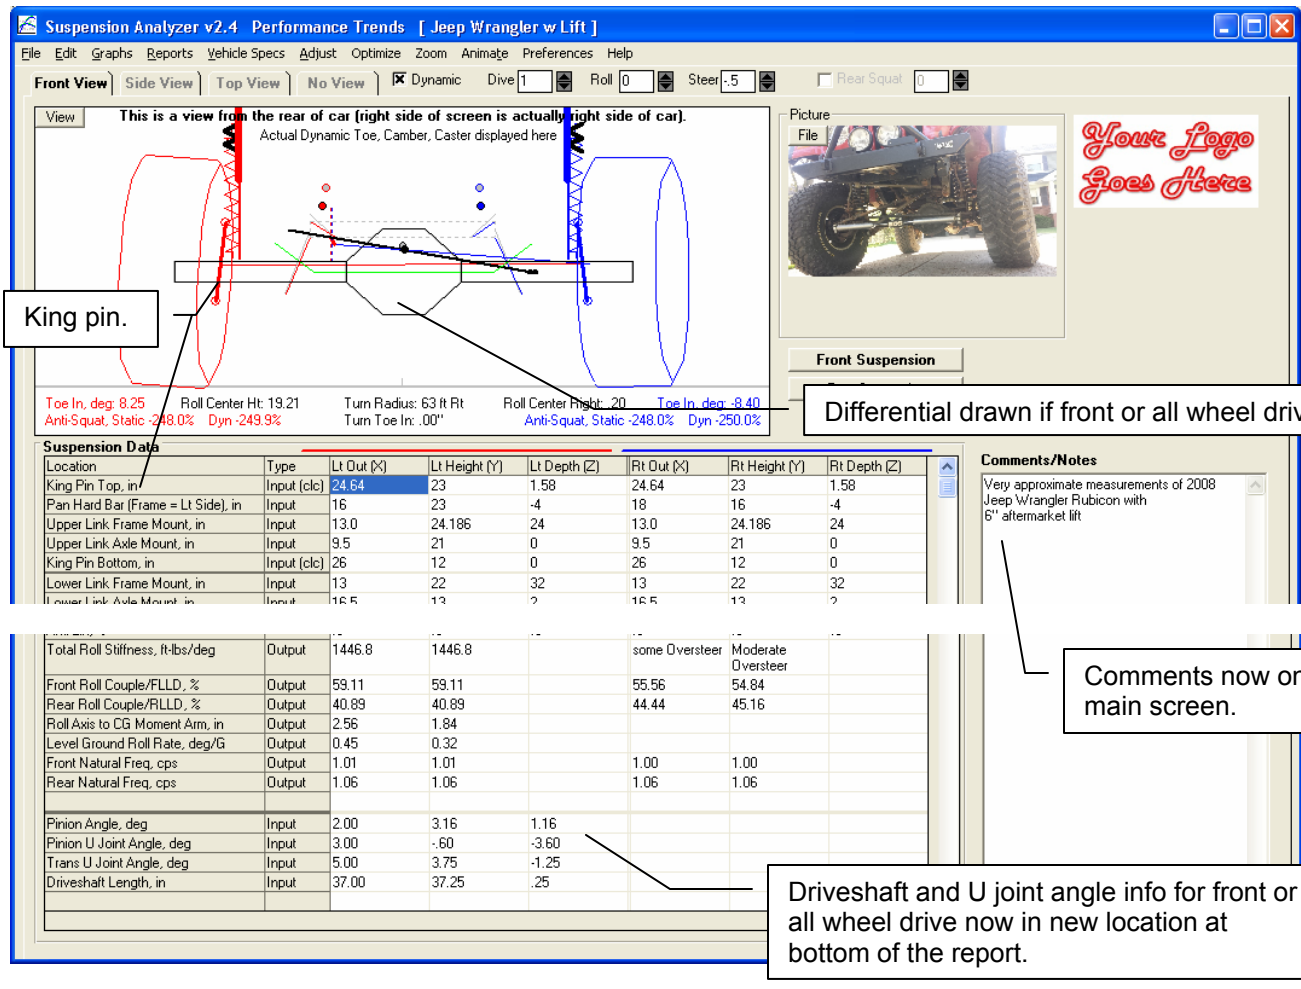 Suspension Analyzer v2.4   Performance Trends   [ Jeep Wrangler w Lift ]
File Edit Graphs Reports Vehicle Specs Adjust Optimize Zoom Animate Preferences Help
Front View Side View Top View No View Dynamic Dive 1 Roll 0 Steer -.5 Rear Squat 0
View This is a view from the rear of car (right side of screen is actually right side of car).
Actual Dynamic Toe, Camber, Caster displayed here
Picture
File
Your Logo
Goes Here
King pin.
Front Suspension
Toe In, deg: 8.25 Roll Center Ht: 19.21 Turn Radius: 63 ft Rt Roll Center Right: .20 Toe In, deg: -8.40
Anti-Squat, Static -248.0% Dyn -249.9% Turn Toe In: .00" Anti-Squat, Static -248.0% Dyn -250.0%
Differential drawn if front or all wheel driv
Suspension Data
Location Type Lt Out (X) Lt Height (Y) Lt Depth (Z) Rt Out (X) Rt Height (Y) Rt Depth (Z)
King Pin Top, in Input (clc) 24.64 23 1.58 24.64 23 1.58
Pan Hard Bar (Frame = Lt Side), in Input 16 23 -4 18 16 -4
Upper Link Frame Mount, in Input 13.0 24.186 24 13.0 24.186 24
Upper Link Axle Mount, in Input 9.5 21 0 9.5 21 0
King Pin Bottom, in Input (clc) 26 12 0 26 12 0
Lower Link Frame Mount, in Input 13 22 32 13 22 32
Lower Link Axle Mount, in Input 16.5 13 2 16.5 13 2
Total Roll Stiffness, ft-lbs/deg Output 1446.8 1446.8 some Oversteer Moderate Oversteer
Front Roll Couple/FLLD, % Output 59.11 59.11 55.56 54.84
Rear Roll Couple/RLLD, % Output 40.89 40.89 44.44 45.16
Roll Axis to CG Moment Arm, in Output 2.56 1.84
Level Ground Roll Rate, deg/G Output 0.45 0.32
Front Natural Freq, cps Output 1.01 1.01 1.00 1.00
Rear Natural Freq, cps Output 1.06 1.06 1.06 1.06
Pinion Angle, deg Input 2.00 3.16 1.16
Pinion U Joint Angle, deg Input 3.00 -.60 -3.60
Trans U Joint Angle, deg Input 5.00 3.75 -1.25
Driveshaft Length, in Input 37.00 37.25 .25
Comments/Notes
Very approximate measurements of 2008
Jeep Wrangler Rubicon with
6" aftermarket lift
Comments now on
main screen.
Driveshaft and U joint angle info for front or
all wheel drive now in new location at
bottom of the report.